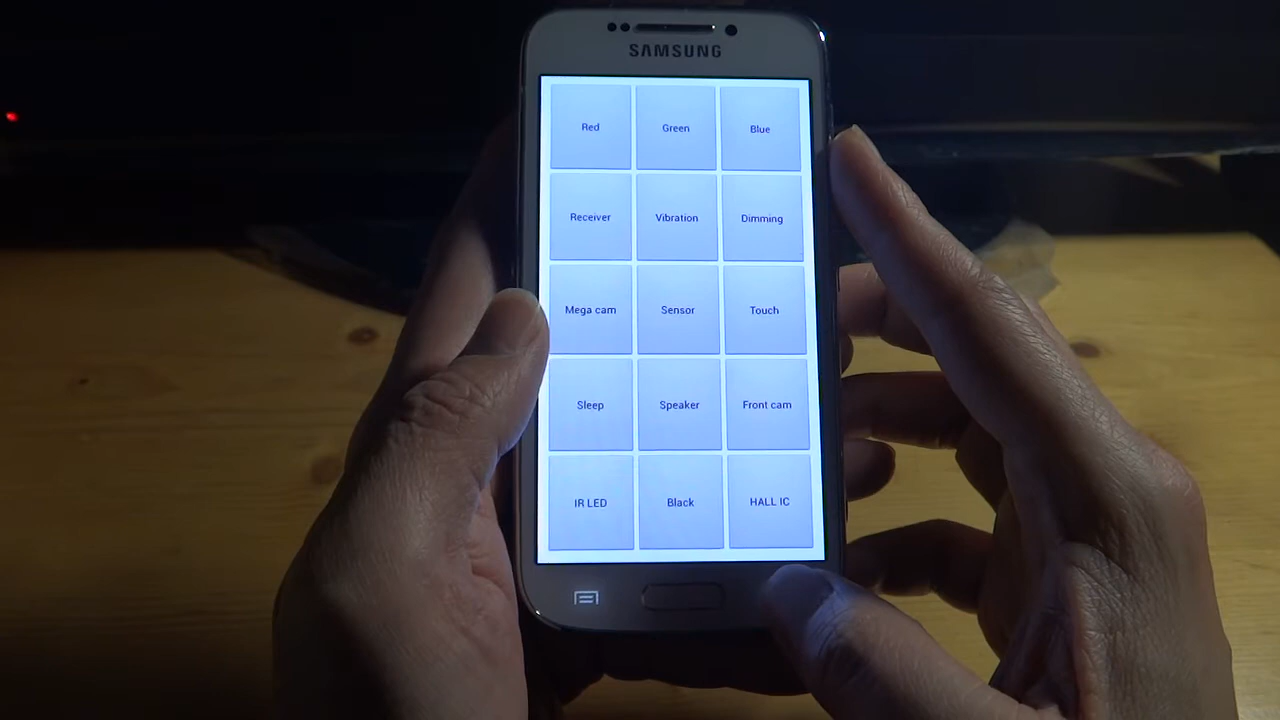 SAMSUNG
Red Green Blue
Receiver Vibration Dimming
Mega cam Sensor Touch
Sleep Speaker Front cam
IR LED Black HALL IC